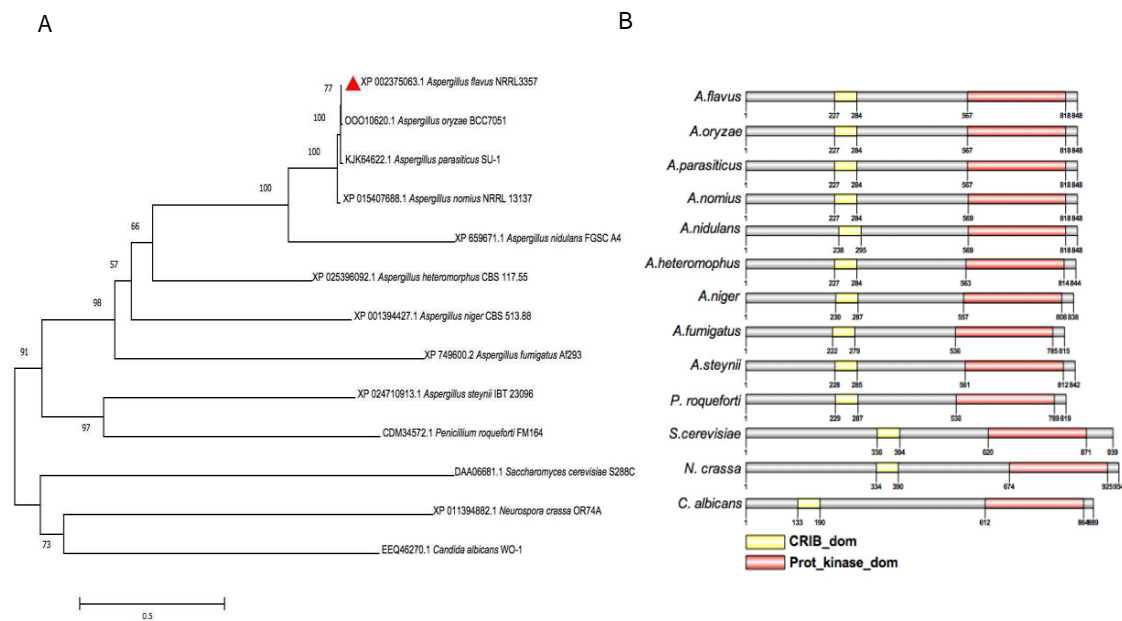 A
B
77
XP 002375063.1 Aspergillus flavus NRRL3357
100
OOO10620.1 Aspergillus oryzae BCC7051
100
KJK64622.1 Aspergillus parasiticus SU-1
100
XP 015407688.1 Aspergillus nomius NRRL 13137
66
XP 659671.1 Aspergillus nidulans FGSC A4
57
XP 025396092.1 Aspergillus heteromorphus CBS 117.55
98
XP 001394427.1 Aspergillus niger CBS 513.88
91
XP 749600.2 Aspergillus fumigatus Af293
XP 024710913.1 Aspergillus steynii IBT 23096
97
CDM34572.1 Penicillium roqueforti FM164
DAA06681.1 Saccharomyces cerevisiae S288C
XP 011394882.1 Neurospora crassa OR74A
73
EEQ46270.1 Candida albicans WO-1
0.5
A.flavus
1 227 284 567 818 848
A.oryzae
1 227 284 567 818 848
A.parasiticus
1 227 284 567 818 848
A.nomius
1 227 284 569 818 848
A.nidulans
1 238 295 569 818 848
A.heteromophus
1 227 284 563 814 844
A.niger
1 230 287 557 808 838
A.fumigatus
1 222 279 536 785 815
A.steynii
1 228 285 561 812 842
P. roqueforti
1 229 287 538 789 819
S.cerevisiae
1 336 394 620 871 939
N. crassa
1 334 390 674 925 954
C. albicans
1 133 190 612 864 889
CRIB_dom
Prot_kinase_dom